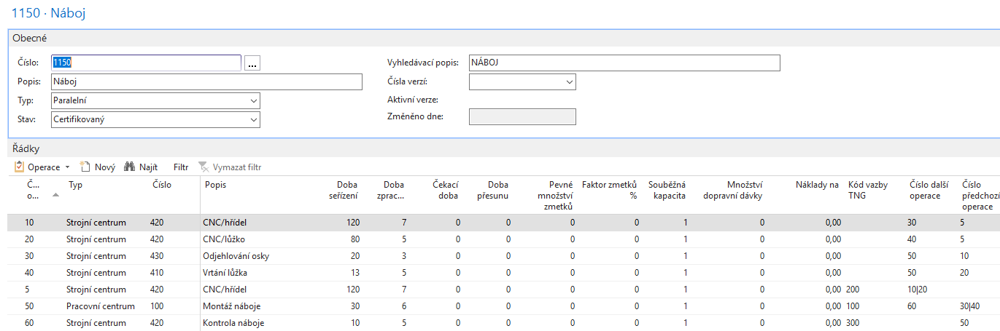 1150 · Náboj
Obecné
Číslo: 1150 ...
Popis: Náboj
Typ: Paralelní
Stav: Certifikovaný
Vyhledávací popis: NÁBOJ
Čísla verzí:
Aktivní verze:
Změněno dne:
Řádky
Operace Nový Najít Filtr Vymazat filtr
Č... o... Typ Číslo Popis Doba seřízení Doba zprac... Čekací doba Doba přesunu Pevné množství zmetků Faktor zmetků % Souběžná kapacita Množství dopravní dávky Náklady na Kód vazby TNG Číslo další operace Číslo předchozí operace
10 Strojní centrum 420 CNC/hřídel 120 7 0 0 0 0 1 0 0,00 30 5
20 Strojní centrum 420 CNC/lůžko 80 5 0 0 0 0 1 0 0,00 40 5
30 Strojní centrum 430 Odjehlování osky 20 3 0 0 0 0 1 0 0,00 50 10
40 Strojní centrum 410 Vrtání lůžka 13 5 0 0 0 0 1 0 0,00 50 20
5 Strojní centrum 420 CNC/hřídel 120 7 0 0 0 0 1 0 0,00 200 10|20
50 Pracovní centrum 100 Montáž náboje 30 6 0 0 0 0 1 0 0,00 100 60 30|40
60 Strojní centrum 420 Kontrola náboje 10 5 0 0 0 0 1 0 0,00 300 50